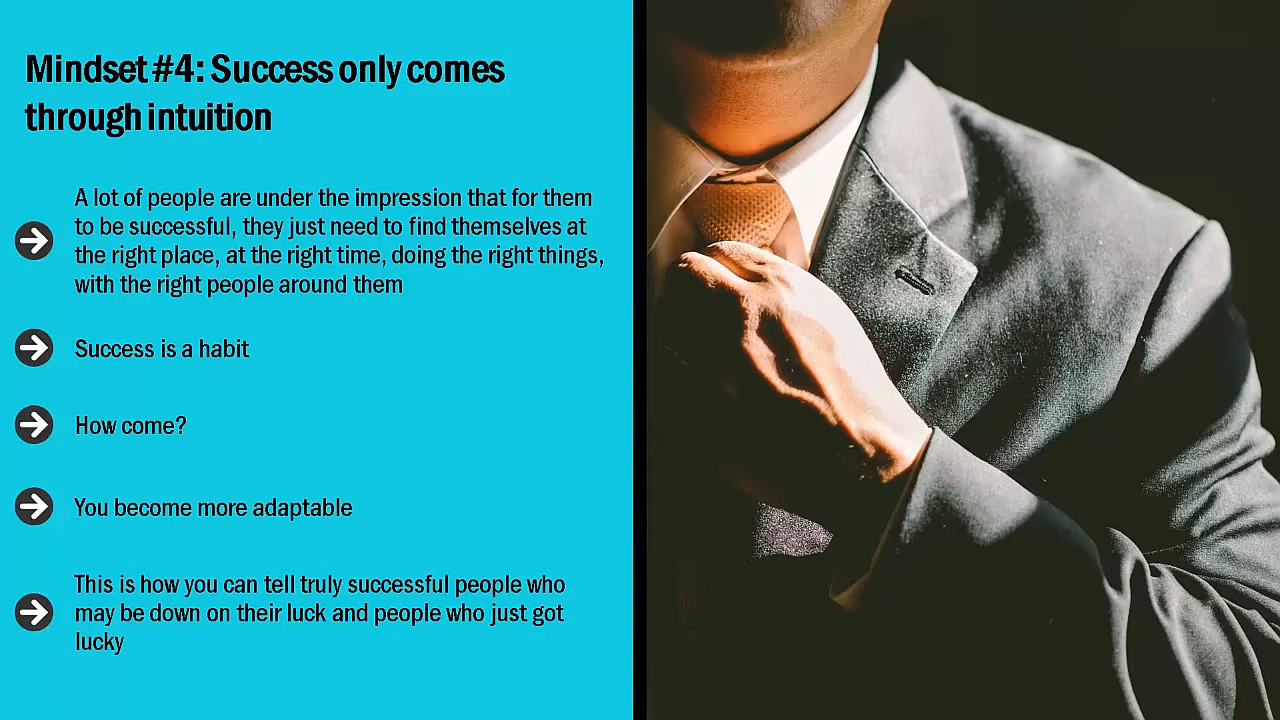 Mindset #4: Success only comes
through intuition
A lot of people are under the impression that for them
to be successful, they just need to find themselves at
the right place, at the right time, doing the right things,
with the right people around them
Success is a habit
How come?
You become more adaptable
This is how you can tell truly successful people who
may be down on their luck and people who just got
lucky